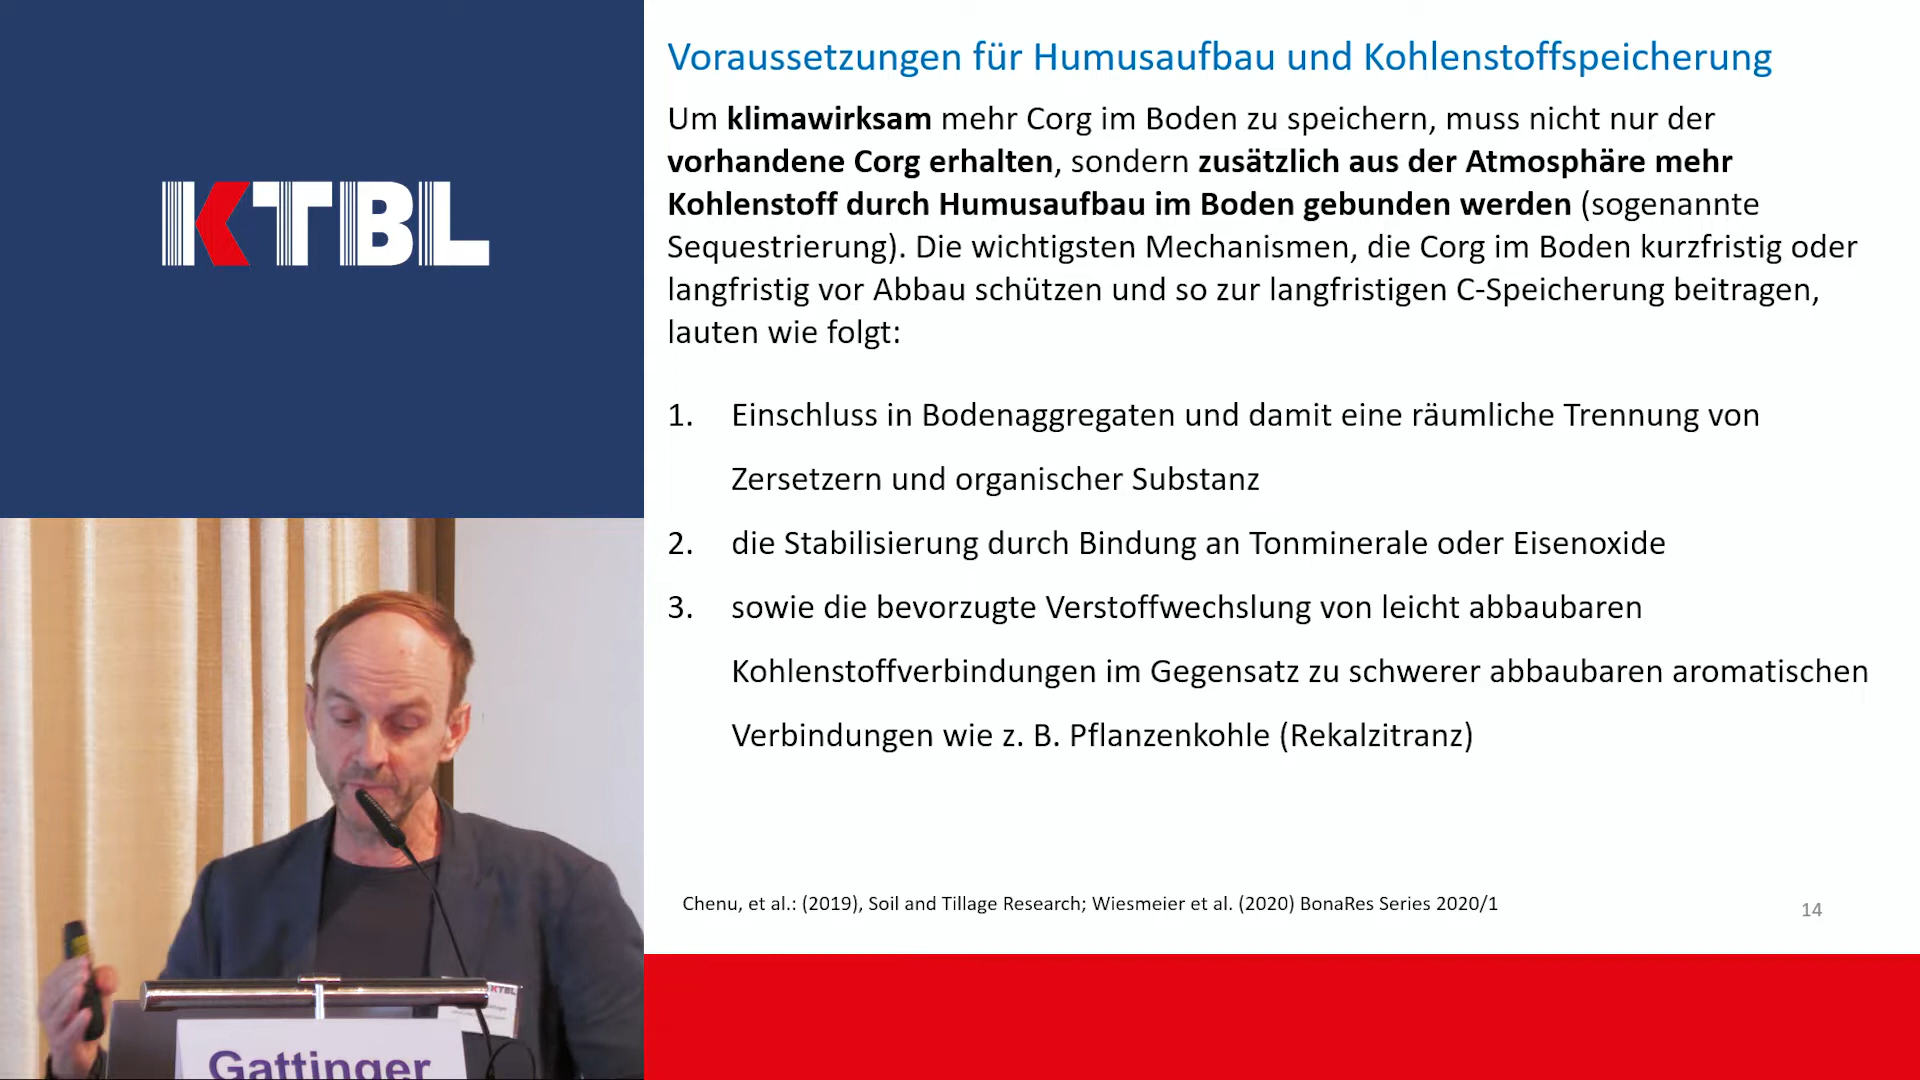 KTBL
Voraussetzungen für Humusaufbau und Kohlenstoffspeicherung
Um klimawirksam mehr Corg im Boden zu speichern, muss nicht nur der
vorhandene Corg erhalten, sondern zusätzlich aus der Atmosphäre mehr
Kohlenstoff durch Humusaufbau im Boden gebunden werden (sogenannte
Sequestrierung). Die wichtigsten Mechanismen, die Corg im Boden kurzfristig oder
langfristig vor Abbau schützen und so zur langfristigen C-Speicherung beitragen,
lauten wie folgt:
1. Einschluss in Bodenaggregaten und damit eine räumliche Trennung von
Zersetzern und organischer Substanz
2. die Stabilisierung durch Bindung an Tonminerale oder Eisenoxide
3. sowie die bevorzugte Verstoffwechslung von leicht abbaubaren
Kohlenstoffverbindungen im Gegensatz zu schwerer abbaubaren aromatischen
Verbindungen wie z. B. Pflanzenkohle (Rekalzitranz)
Chenu, et al.: (2019), Soil and Tillage Research; Wiesmeier et al. (2020) BonaRes Series 2020/1
14
KTBL
Gattinger